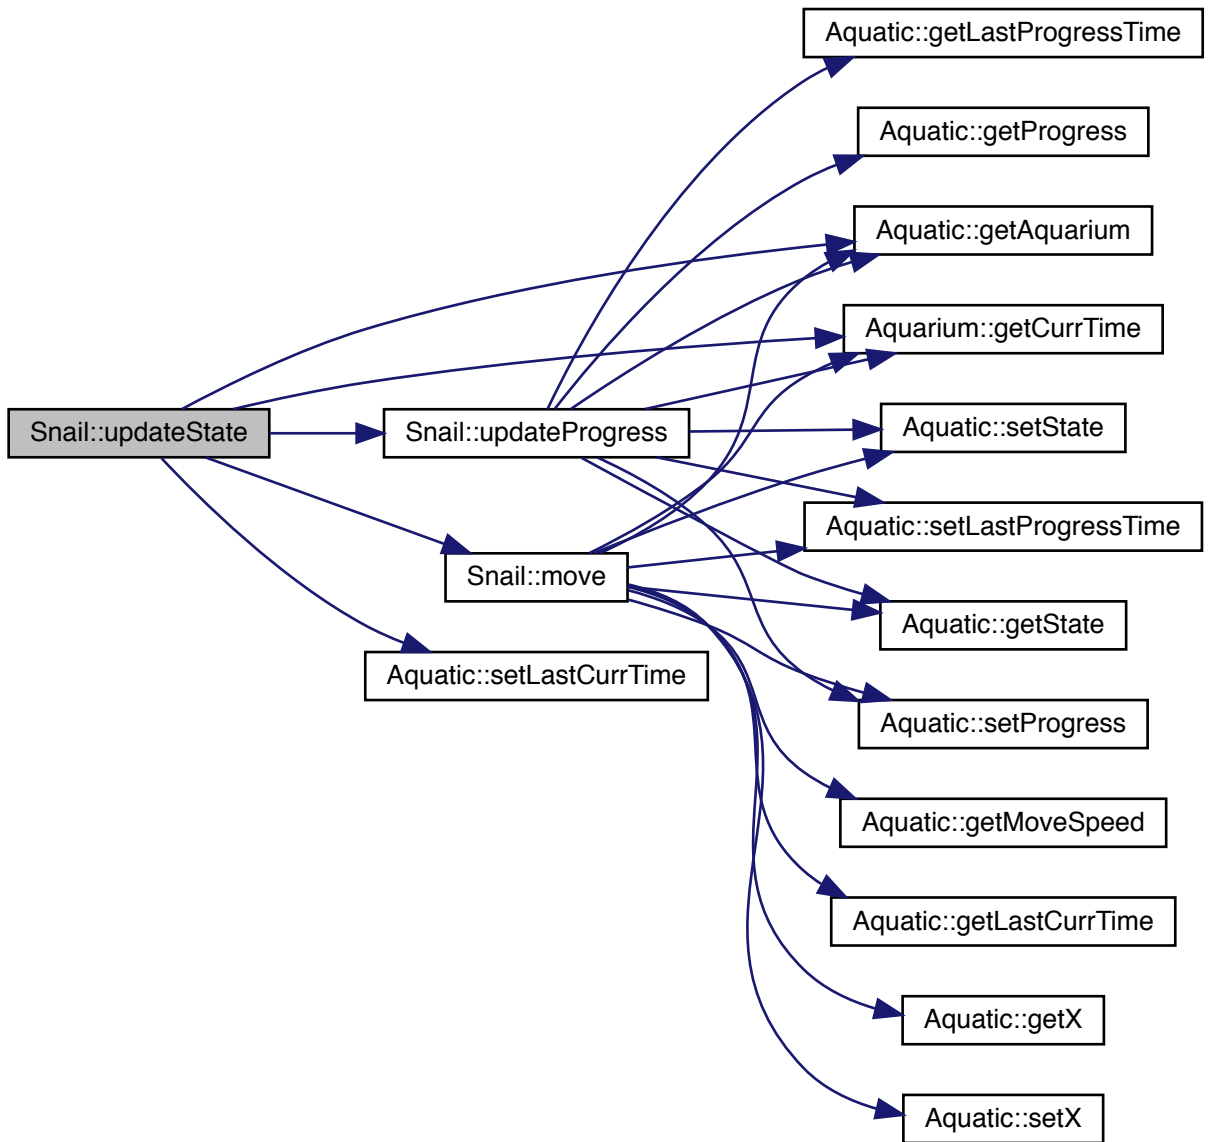 Aquatic::getLastProgressTime
Aquatic::getProgress
Aquatic::getAquarium
Aquarium::getCurrTime
Snail::updateState
Snail::updateProgress
Aquatic::setState
Aquatic::setLastProgressTime
Snail::move
Aquatic::getState
Aquatic::setLastCurrTime
Aquatic::setProgress
Aquatic::getMoveSpeed
Aquatic::getLastCurrTime
Aquatic::getX
Aquatic::setX